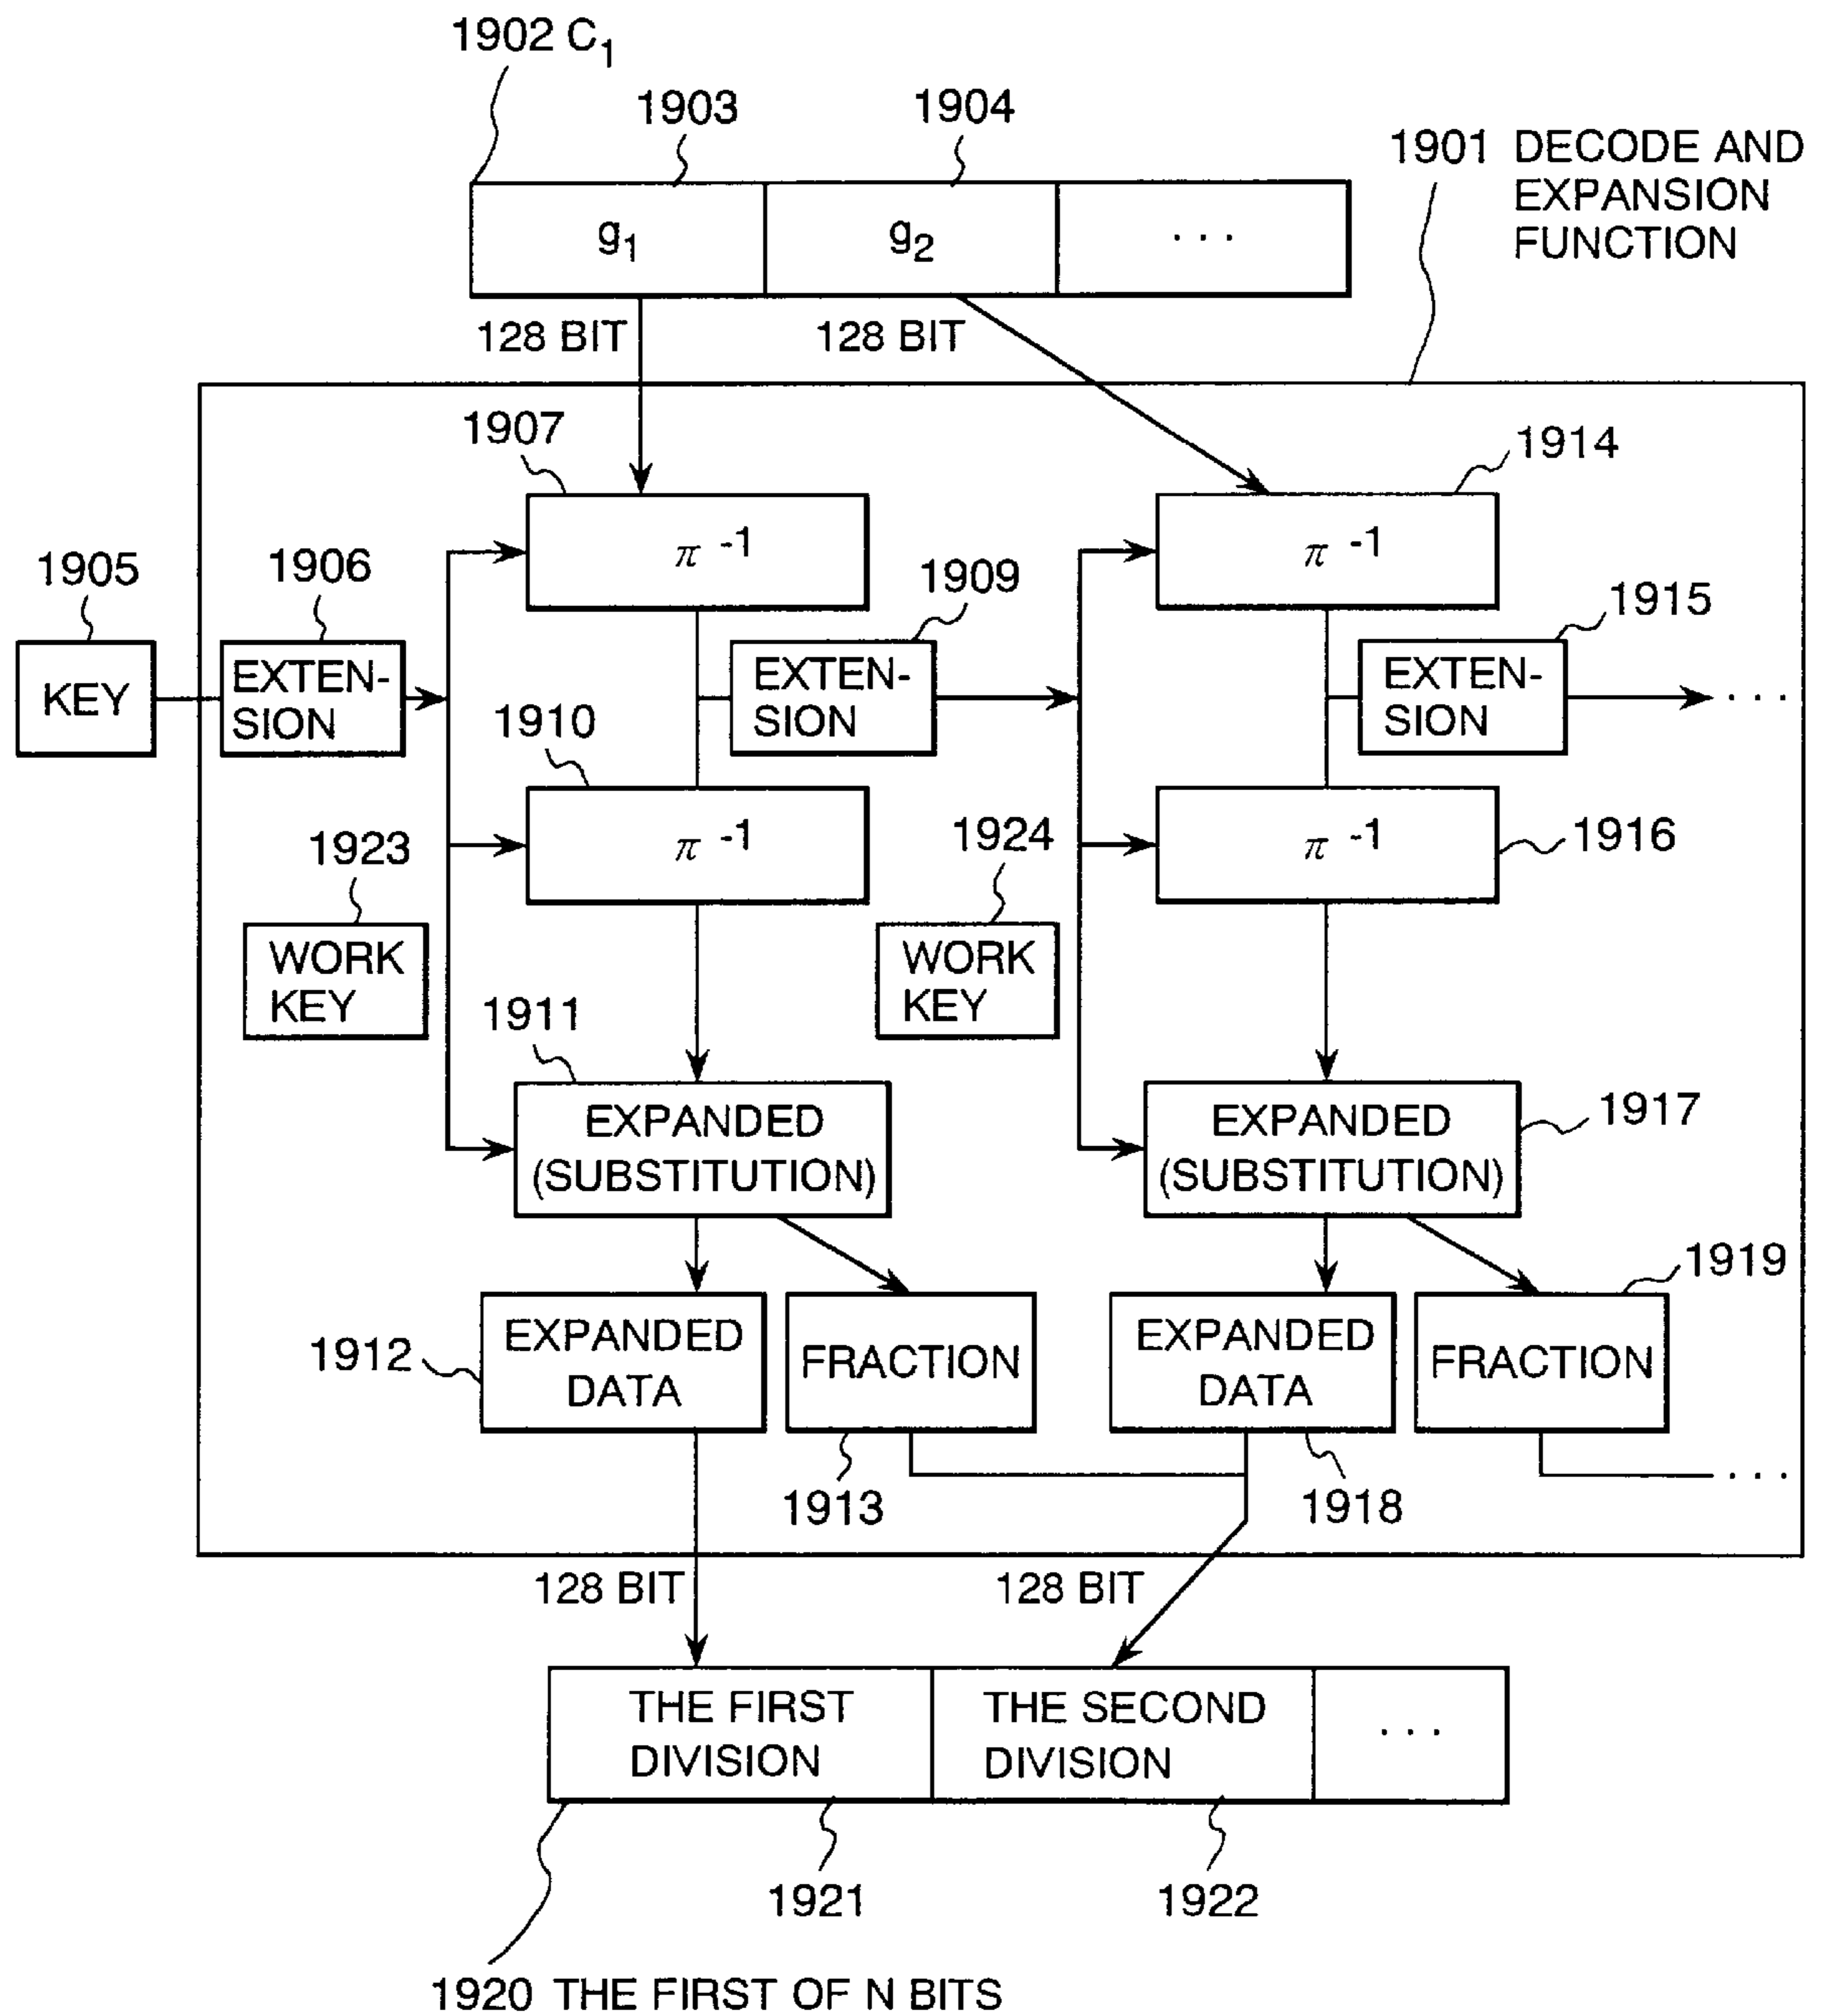 1902 C1
1903
1904
1901 DECODE AND
EXPANSION
FUNCTION
g1
g2
. . .
128 BIT
128 BIT
1907
1914
π -1
π -1
1905
1906
1909
1915
KEY
EXTEN-
SION
EXTEN-
SION
EXTEN-
SION
. . .
1910
π -1
π -1
1916
1923
1924
WORK
KEY
WORK
KEY
1911
EXPANDED
(SUBSTITUTION)
EXPANDED
(SUBSTITUTION)
1917
1919
1912
EXPANDED
DATA
FRACTION
EXPANDED
DATA
FRACTION
1913
1918
. . .
128 BIT
128 BIT
THE FIRST
DIVISION
THE SECOND
DIVISION
. . .
1921
1922
1920 THE FIRST OF N BITS